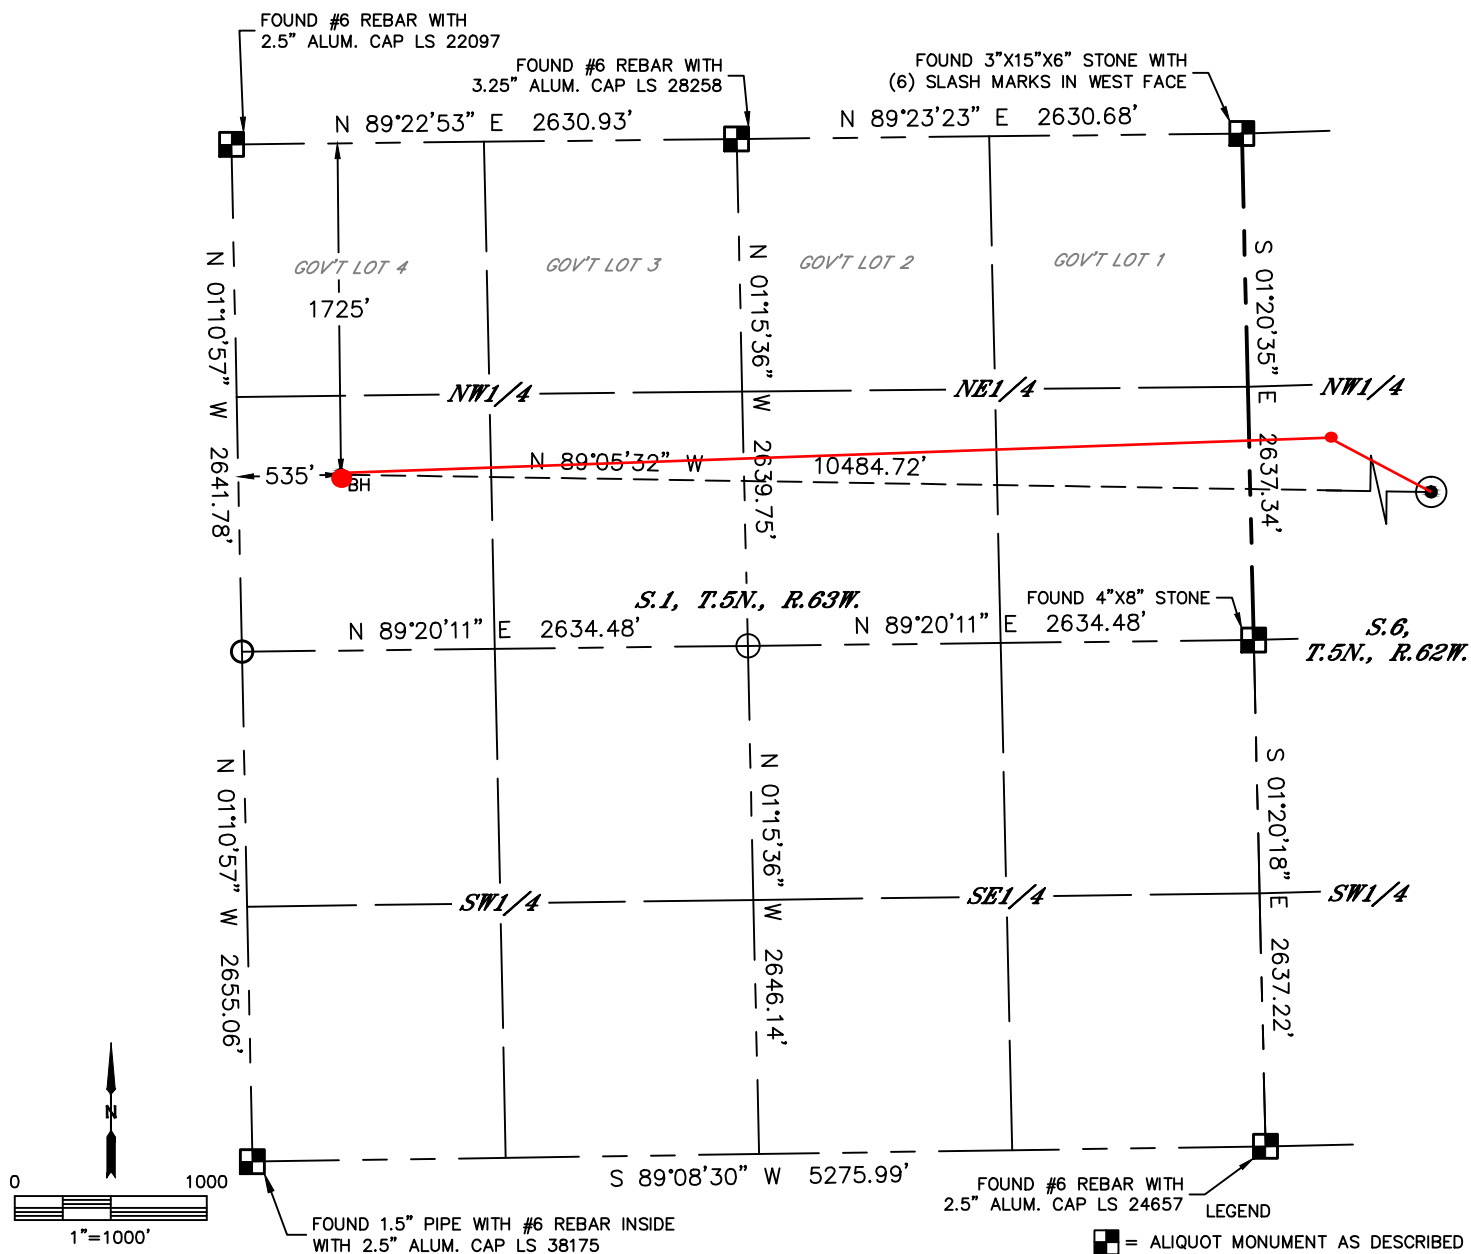 FOUND #6 REBAR WITH
2.5" ALUM. CAP LS 22097
FOUND #6 REBAR WITH
3.25" ALUM. CAP LS 28258
FOUND 3"X15"X6" STONE WITH
(6) SLASH MARKS IN WEST FACE
N 89°22'53" E 2630.93'
N 89°23'23" E 2630.68'
GOV'T LOT 4
GOV'T LOT 3
GOV'T LOT 2
GOV'T LOT 1
1725'
N 01°10'57" W 2641.78'
N 01°15'36" W 2639.75'
S 01°20'35" E 2637.34'
NW1/4
NE1/4
NW1/4
535'
BH
N 89°05'32" W 10484.72'
S.1, T.5N., R.63W.
FOUND 4"X8" STONE
N 89°20'11" E 2634.48'
N 89°20'11" E 2634.48'
S.6,
T.5N., R.62W.
N 01°10'57" W 2655.06'
N 01°15'36" W 2646.14'
S 01°20'18" E 2637.22'
SW1/4
SE1/4
SW1/4
N
0 1000
1"=1000'
S 89°08'30" W 5275.99'
FOUND 1.5" PIPE WITH #6 REBAR INSIDE
WITH 2.5" ALUM. CAP LS 38175
FOUND #6 REBAR WITH
2.5" ALUM. CAP LS 24657
LEGEND
= ALIQUOT MONUMENT AS DESCRIBED